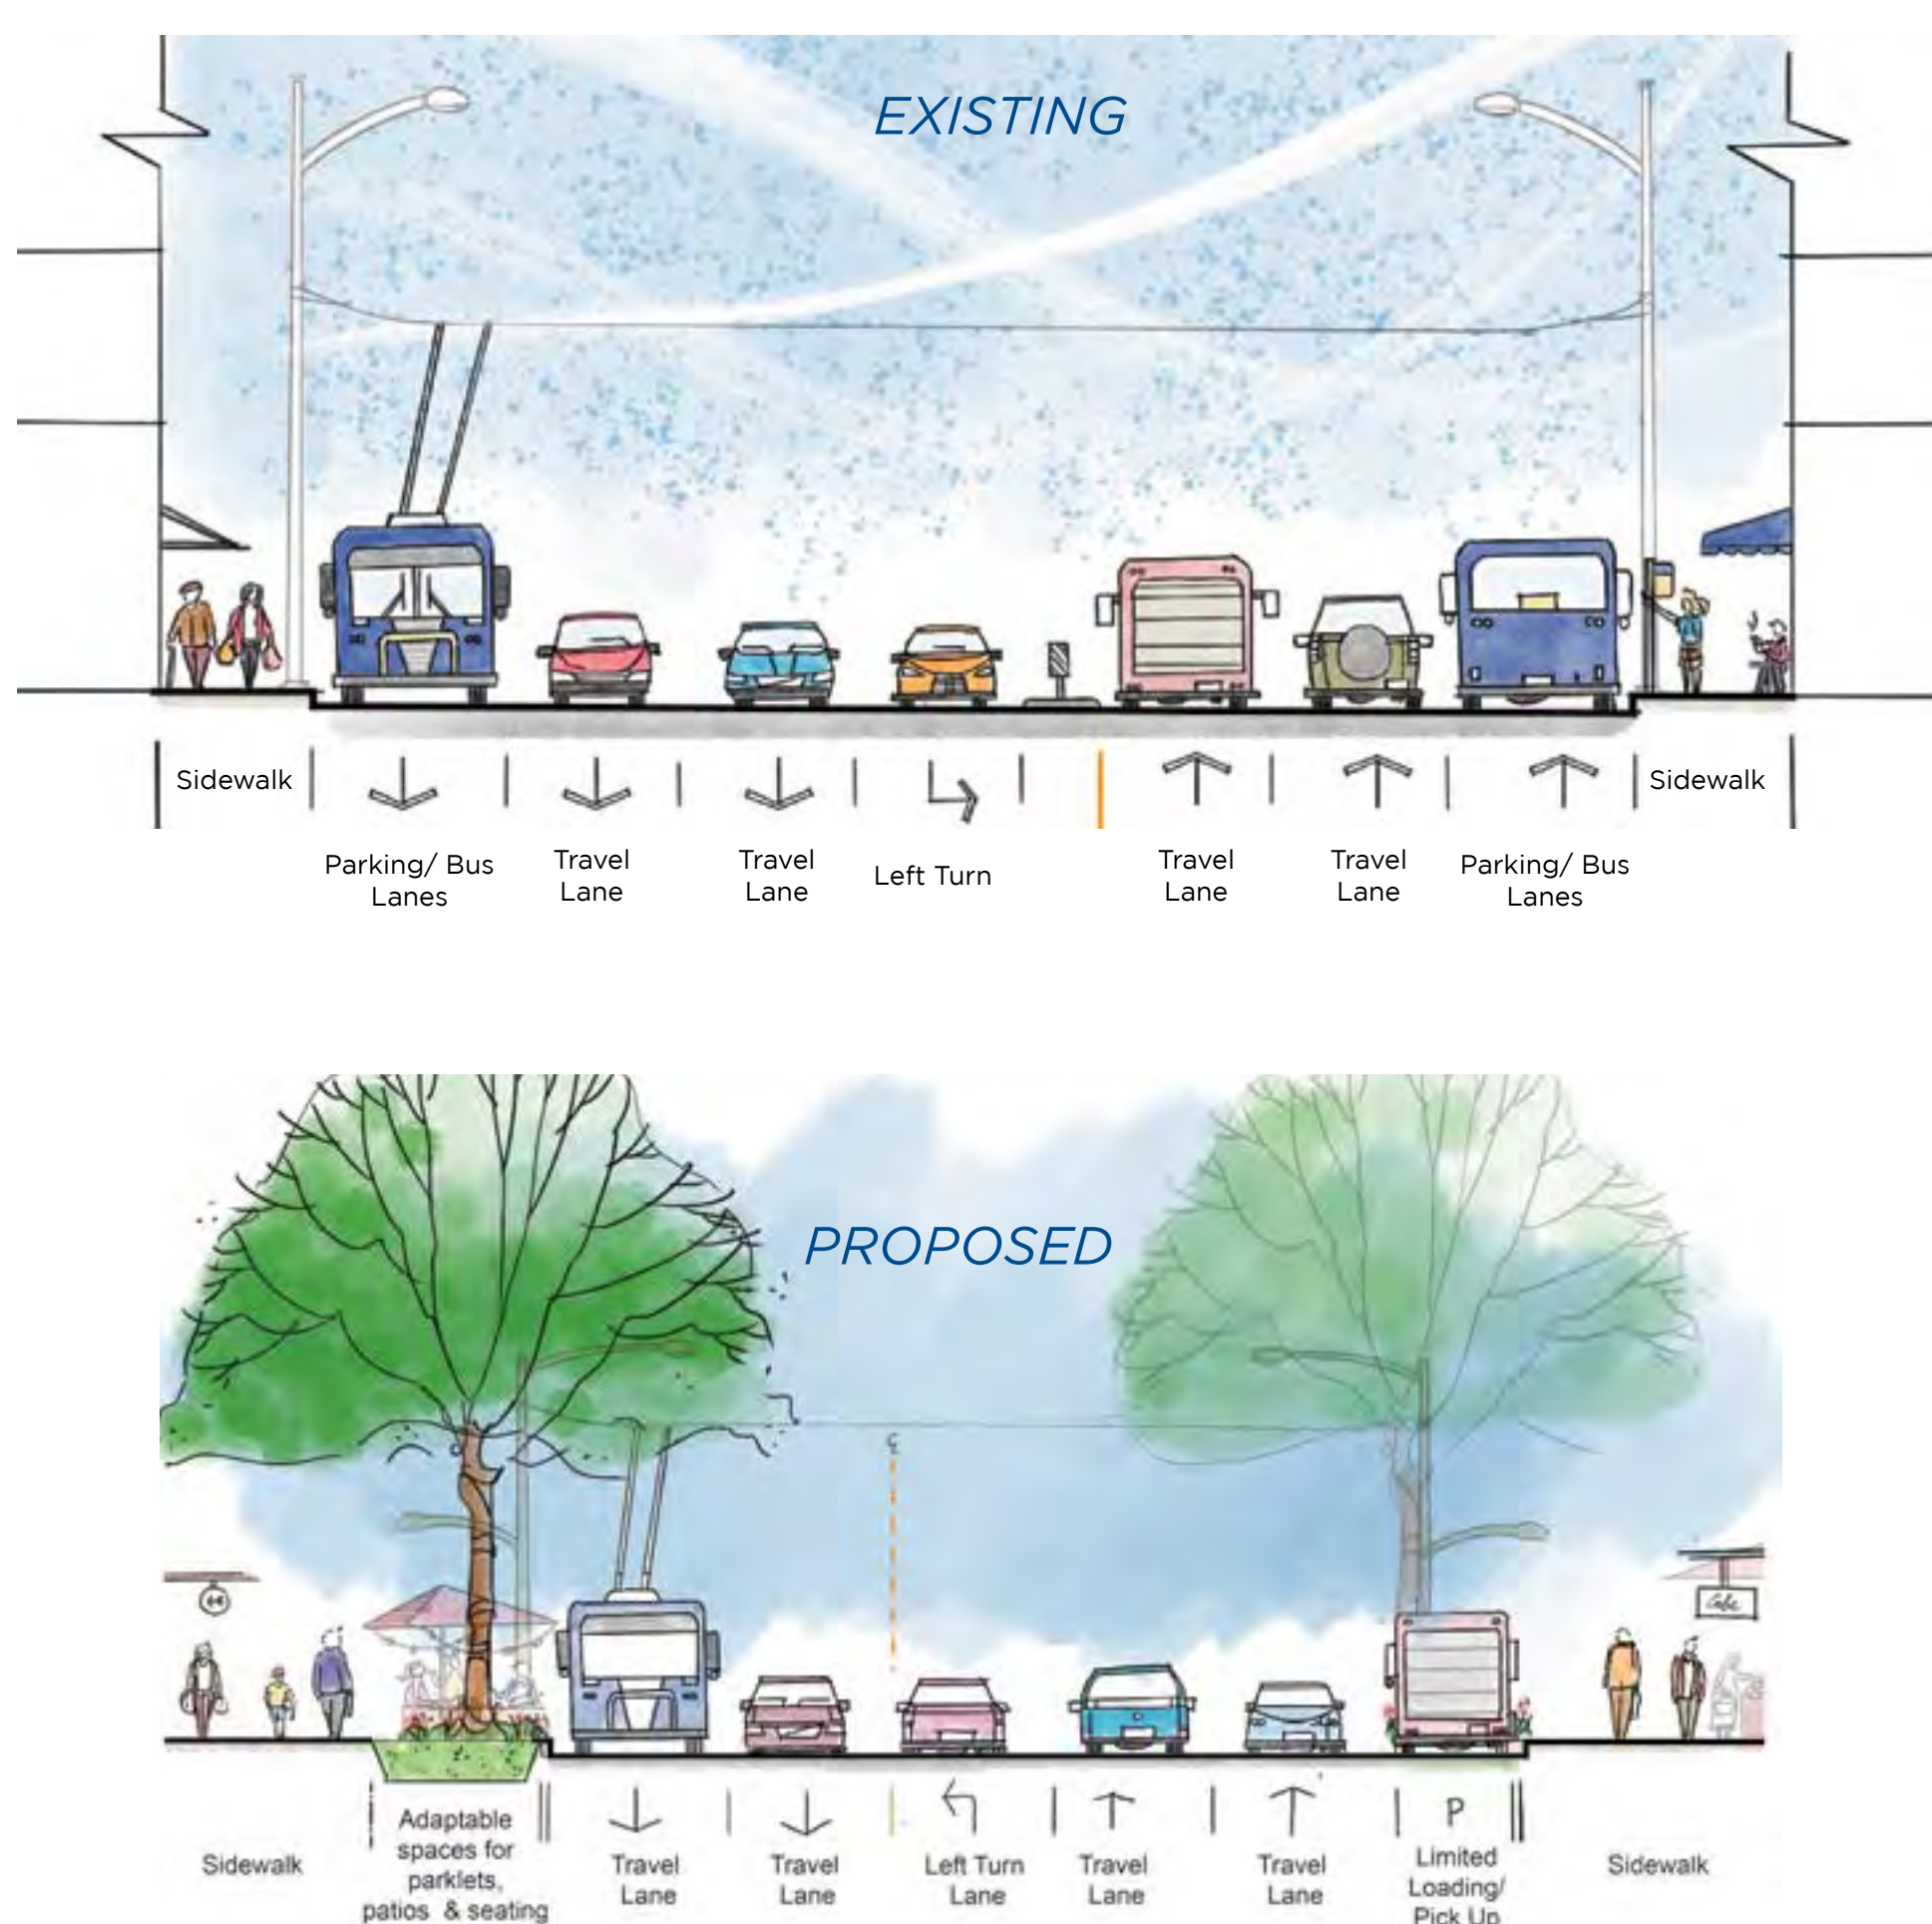 EXISTING
Sidewalk
Sidewalk
Parking/ Bus
Lanes
Travel
Lane
Travel
Lane
Left Turn
Travel
Lane
Travel
Lane
Parking/ Bus
Lanes
PROPOSED
Cafe
P
Adaptable
spaces for
parklets,
patios & seating
Sidewalk
Travel
Lane
Travel
Lane
Left Turn
Lane
Travel
Lane
Travel
Lane
Limited
Loading/
Pick Up
Sidewalk